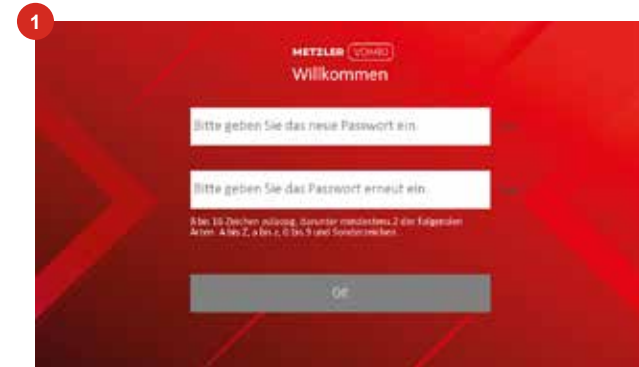 1
METZLER VDM10
Willkommen
Bitte geben Sie das neue Passwort ein.
Bitte geben Sie das Passwort erneut ein.
8 bis 16 Zeichen zulässig, darunter mindestens 2 der folgenden
Arten: A bis Z, a bis z, 0 bis 9 und Sonderzeichen.
OK